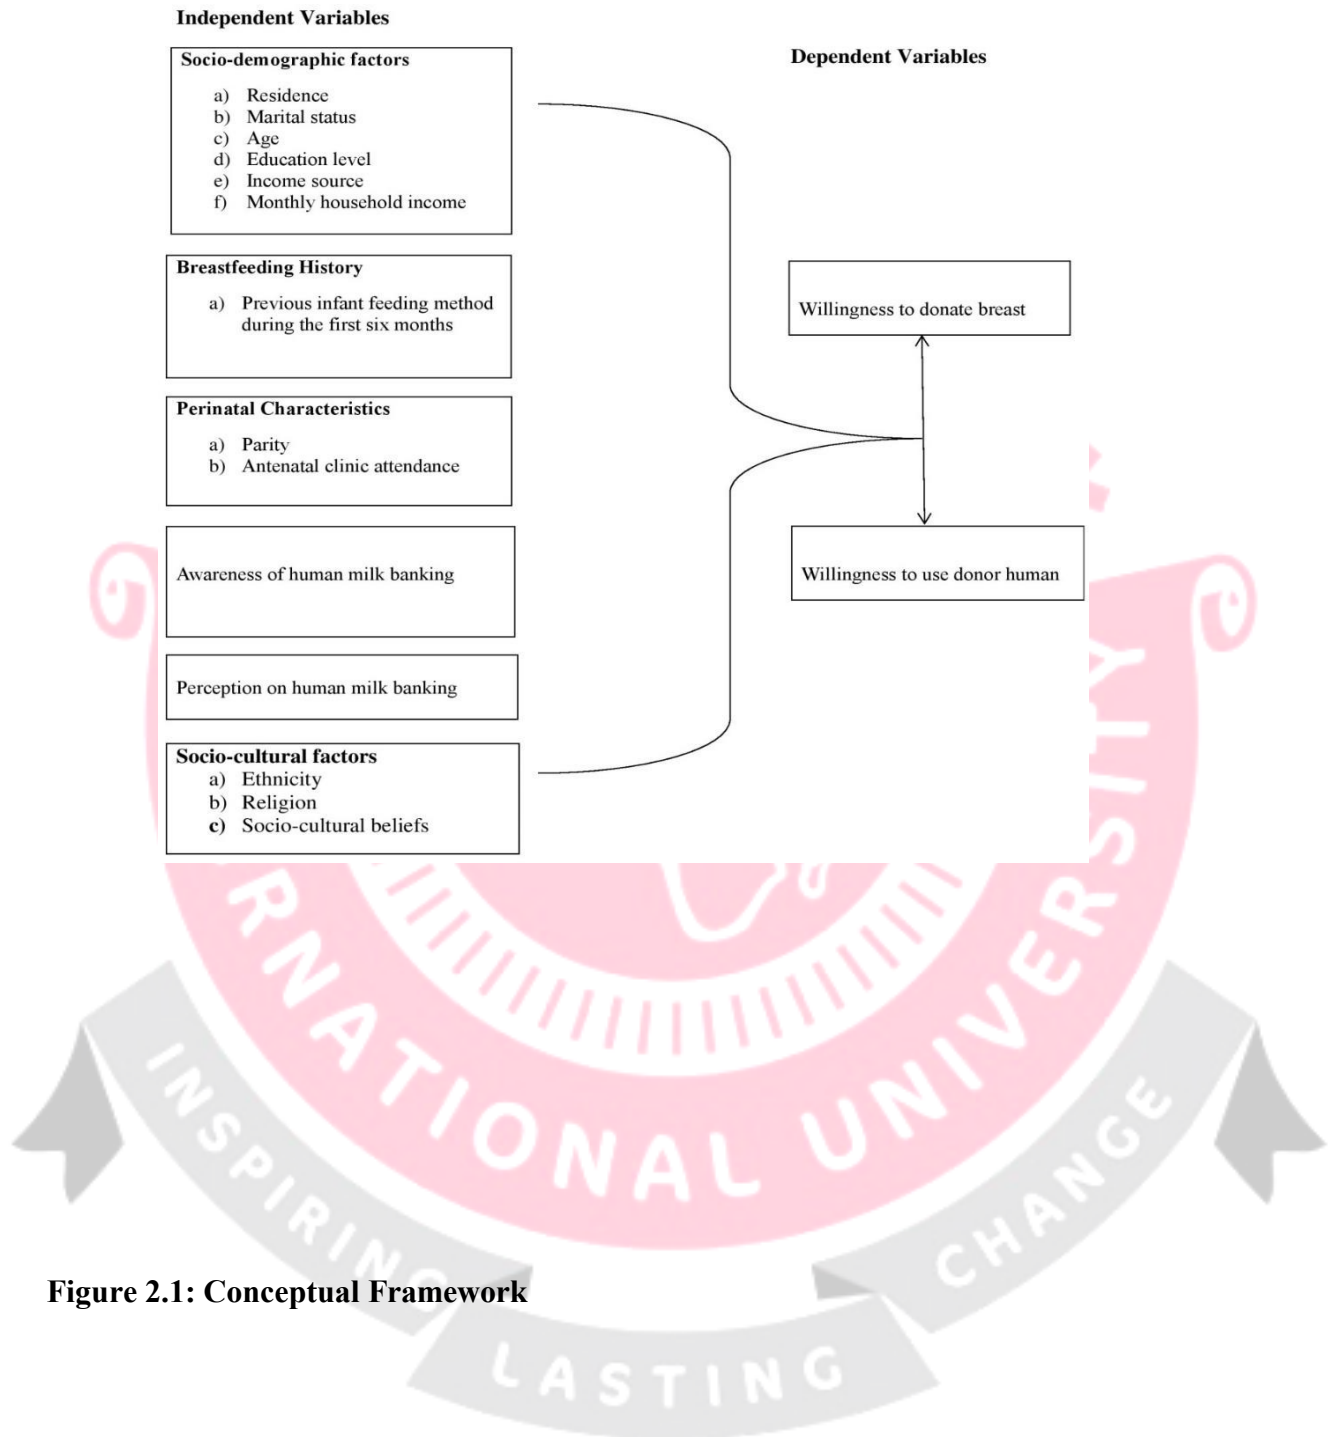 Independent Variables
Socio-demographic factors
a) Residence
b) Marital status
c) Age
d) Education level
e) Income source
f) Monthly household income
Breastfeeding History
a) Previous infant feeding method
during the first six months
Perinatal Characteristics
a) Parity
b) Antenatal clinic attendance
Awareness of human milk banking
Perception on human milk banking
Socio-cultural factors
a) Ethnicity
b) Religion
c) Socio-cultural beliefs
Dependent Variables
Willingness to donate breast
Willingness to use donor human
RNATIONAL UNIVERSITY
INSPIRING
LASTING
CHANGE
Figure 2.1: Conceptual Framework